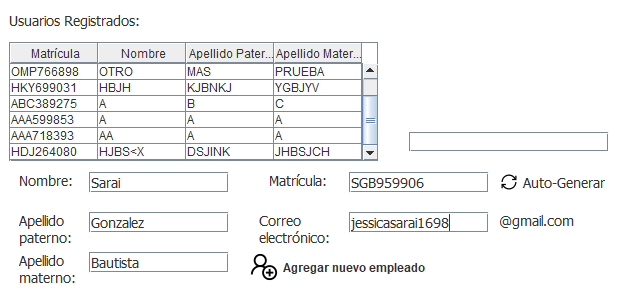 Usuarios Registrados:
Matrícula Nombre Apellido Pater... Apellido Mater...
OMP766898 OTRO MAS PRUEBA
HKY699031 HBJH KJBNKJ YGBJYV
ABC389275 A B C
AAA599853 A A A
AAA718393 AA A A
HDJ264080 HJBS<X DSJINK JHBSJCH
Nombre: Sarai Matrícula: SGB959906 Auto-Generar
Apellido paterno: Gonzalez Correo electrónico: jessicasarai1698 @gmail.com
Apellido materno: Bautista Agregar nuevo empleado